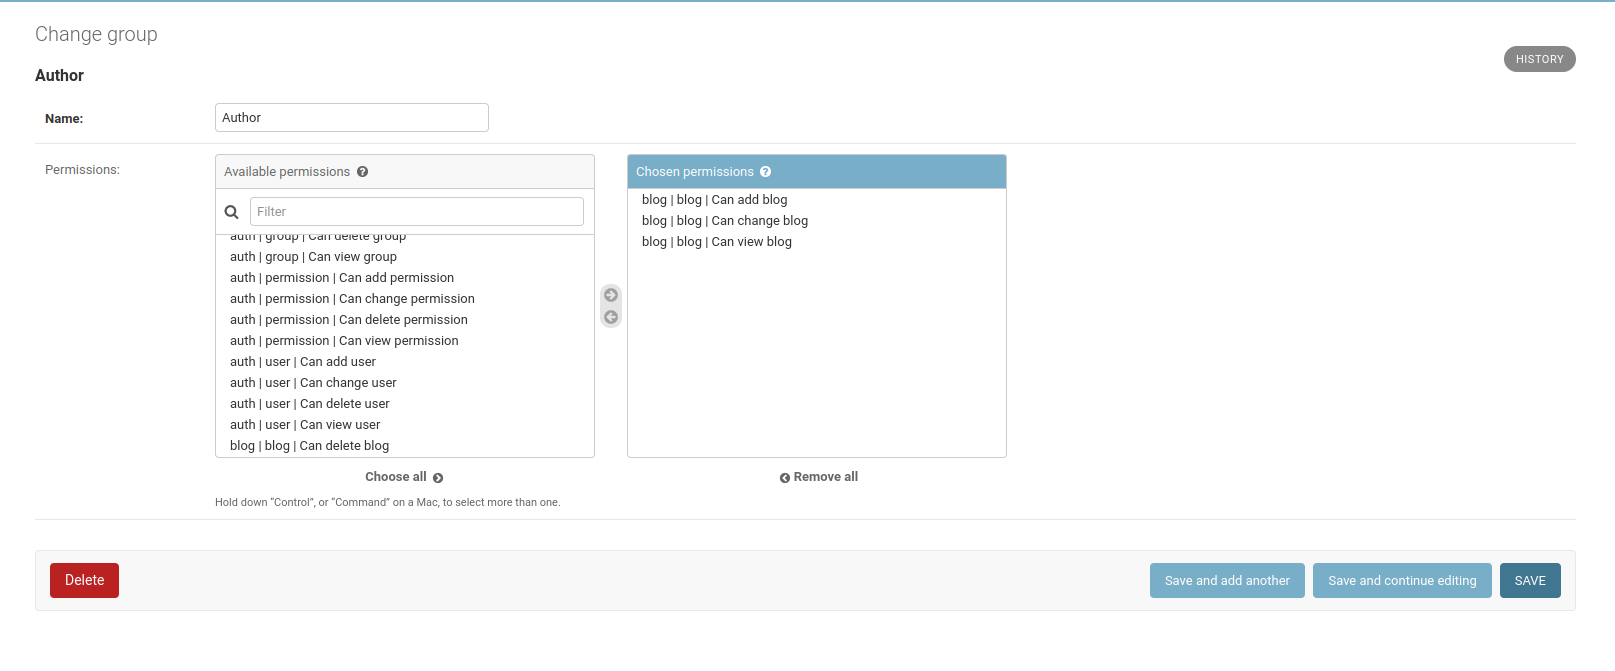 Change group
HISTORY
Author
Name:
Author
Permissions:
Available permissions ?
Filter
auth | group | Can delete group
auth | group | Can view group
auth | permission | Can add permission
auth | permission | Can change permission
auth | permission | Can delete permission
auth | permission | Can view permission
auth | user | Can add user
auth | user | Can change user
auth | user | Can delete user
auth | user | Can view user
blog | blog | Can delete blog
Choose all
Chosen permissions ?
blog | blog | Can add blog
blog | blog | Can change blog
blog | blog | Can view blog
Remove all
Hold down “Control”, or “Command” on a Mac, to select more than one.
Delete
Save and add another
Save and continue editing
SAVE